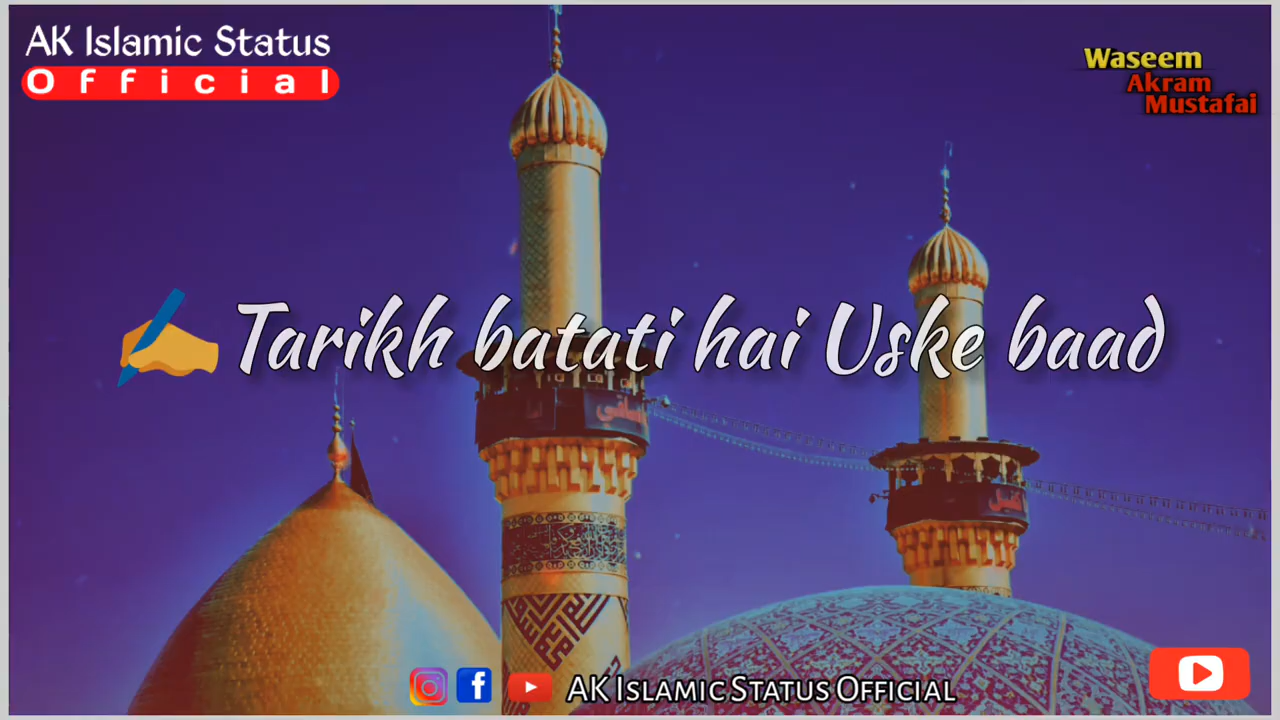 AK Islamic Status
Official
Waseem
Akram
Mustafai
Tarikh batati hai Uske baad
AK Islamic Status Official